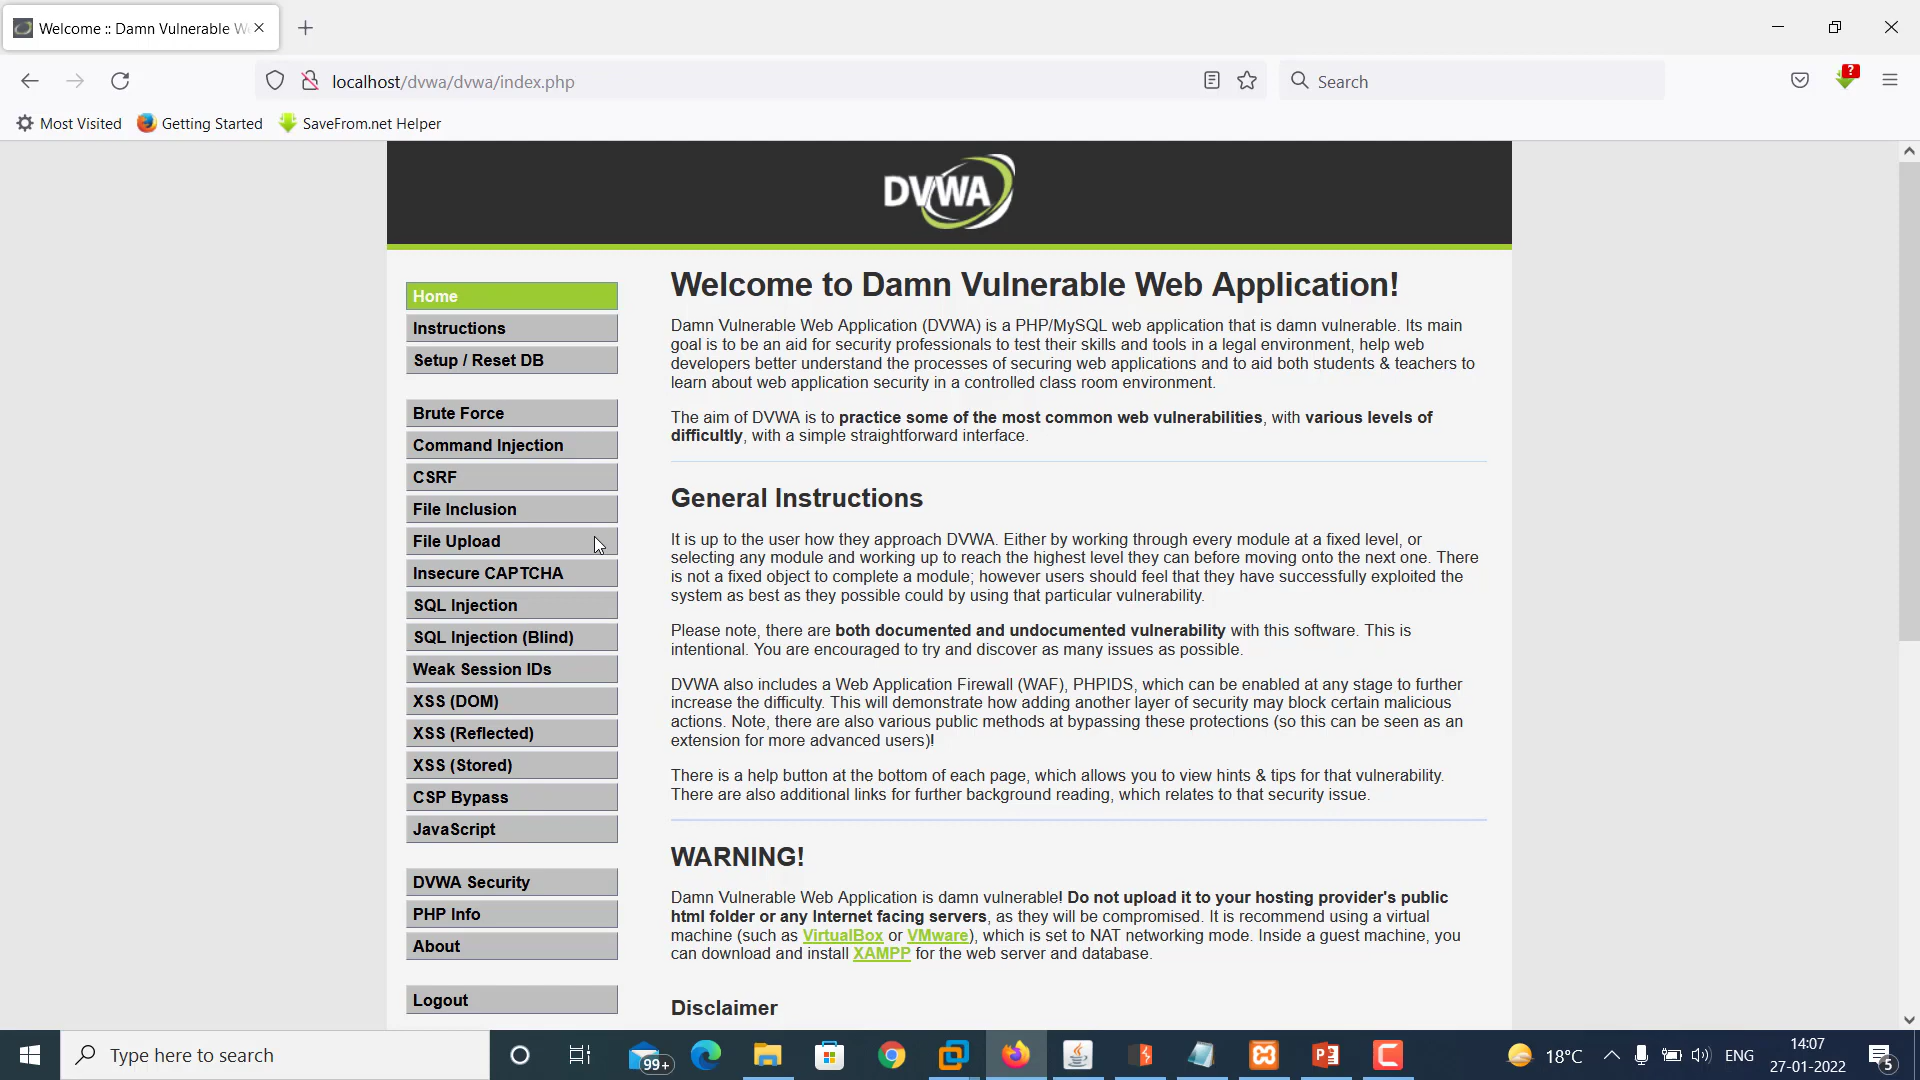 Welcome :: Damn Vulnerable W
localhost/dvwa/dvwa/index.php
Search
?
Most Visited
Getting Started
SaveFrom.net Helper
DVWA
Home
Instructions
Setup / Reset DB
Brute Force
Command Injection
CSRF
File Inclusion
File Upload
Insecure CAPTCHA
SQL Injection
SQL Injection (Blind)
Weak Session IDs
XSS (DOM)
XSS (Reflected)
XSS (Stored)
CSP Bypass
JavaScript
DVWA Security
PHP Info
About
Logout
Welcome to Damn Vulnerable Web Application!
Damn Vulnerable Web Application (DVWA) is a PHP/MySQL web application that is damn vulnerable. Its main
goal is to be an aid for security professionals to test their skills and tools in a legal environment, help web
developers better understand the processes of securing web applications and to aid both students & teachers to
learn about web application security in a controlled class room environment.
The aim of DVWA is to practice some of the most common web vulnerabilities, with various levels of
difficultly, with a simple straightforward interface.
General Instructions
It is up to the user how they approach DVWA. Either by working through every module at a fixed level, or
selecting any module and working up to reach the highest level they can before moving onto the next one. There
is not a fixed object to complete a module; however users should feel that they have successfully exploited the
system as best as they possible could by using that particular vulnerability.
Please note, there are both documented and undocumented vulnerability with this software. This is
intentional. You are encouraged to try and discover as many issues as possible.
DVWA also includes a Web Application Firewall (WAF), PHPIDS, which can be enabled at any stage to further
increase the difficulty. This will demonstrate how adding another layer of security may block certain malicious
actions. Note, there are also various public methods at bypassing these protections (so this can be seen as an
extension for more advanced users)!
There is a help button at the bottom of each page, which allows you to view hints & tips for that vulnerability.
There are also additional links for further background reading, which relates to that security issue.
WARNING!
Damn Vulnerable Web Application is damn vulnerable! Do not upload it to your hosting provider's public
html folder or any Internet facing servers, as they will be compromised. It is recommend using a virtual
machine (such as VirtualBox or VMware), which is set to NAT networking mode. Inside a guest machine, you
can download and install XAMPP for the web server and database.
Disclaimer
Type here to search
99+
18°C
ENG
14:07
27-01-2022
5